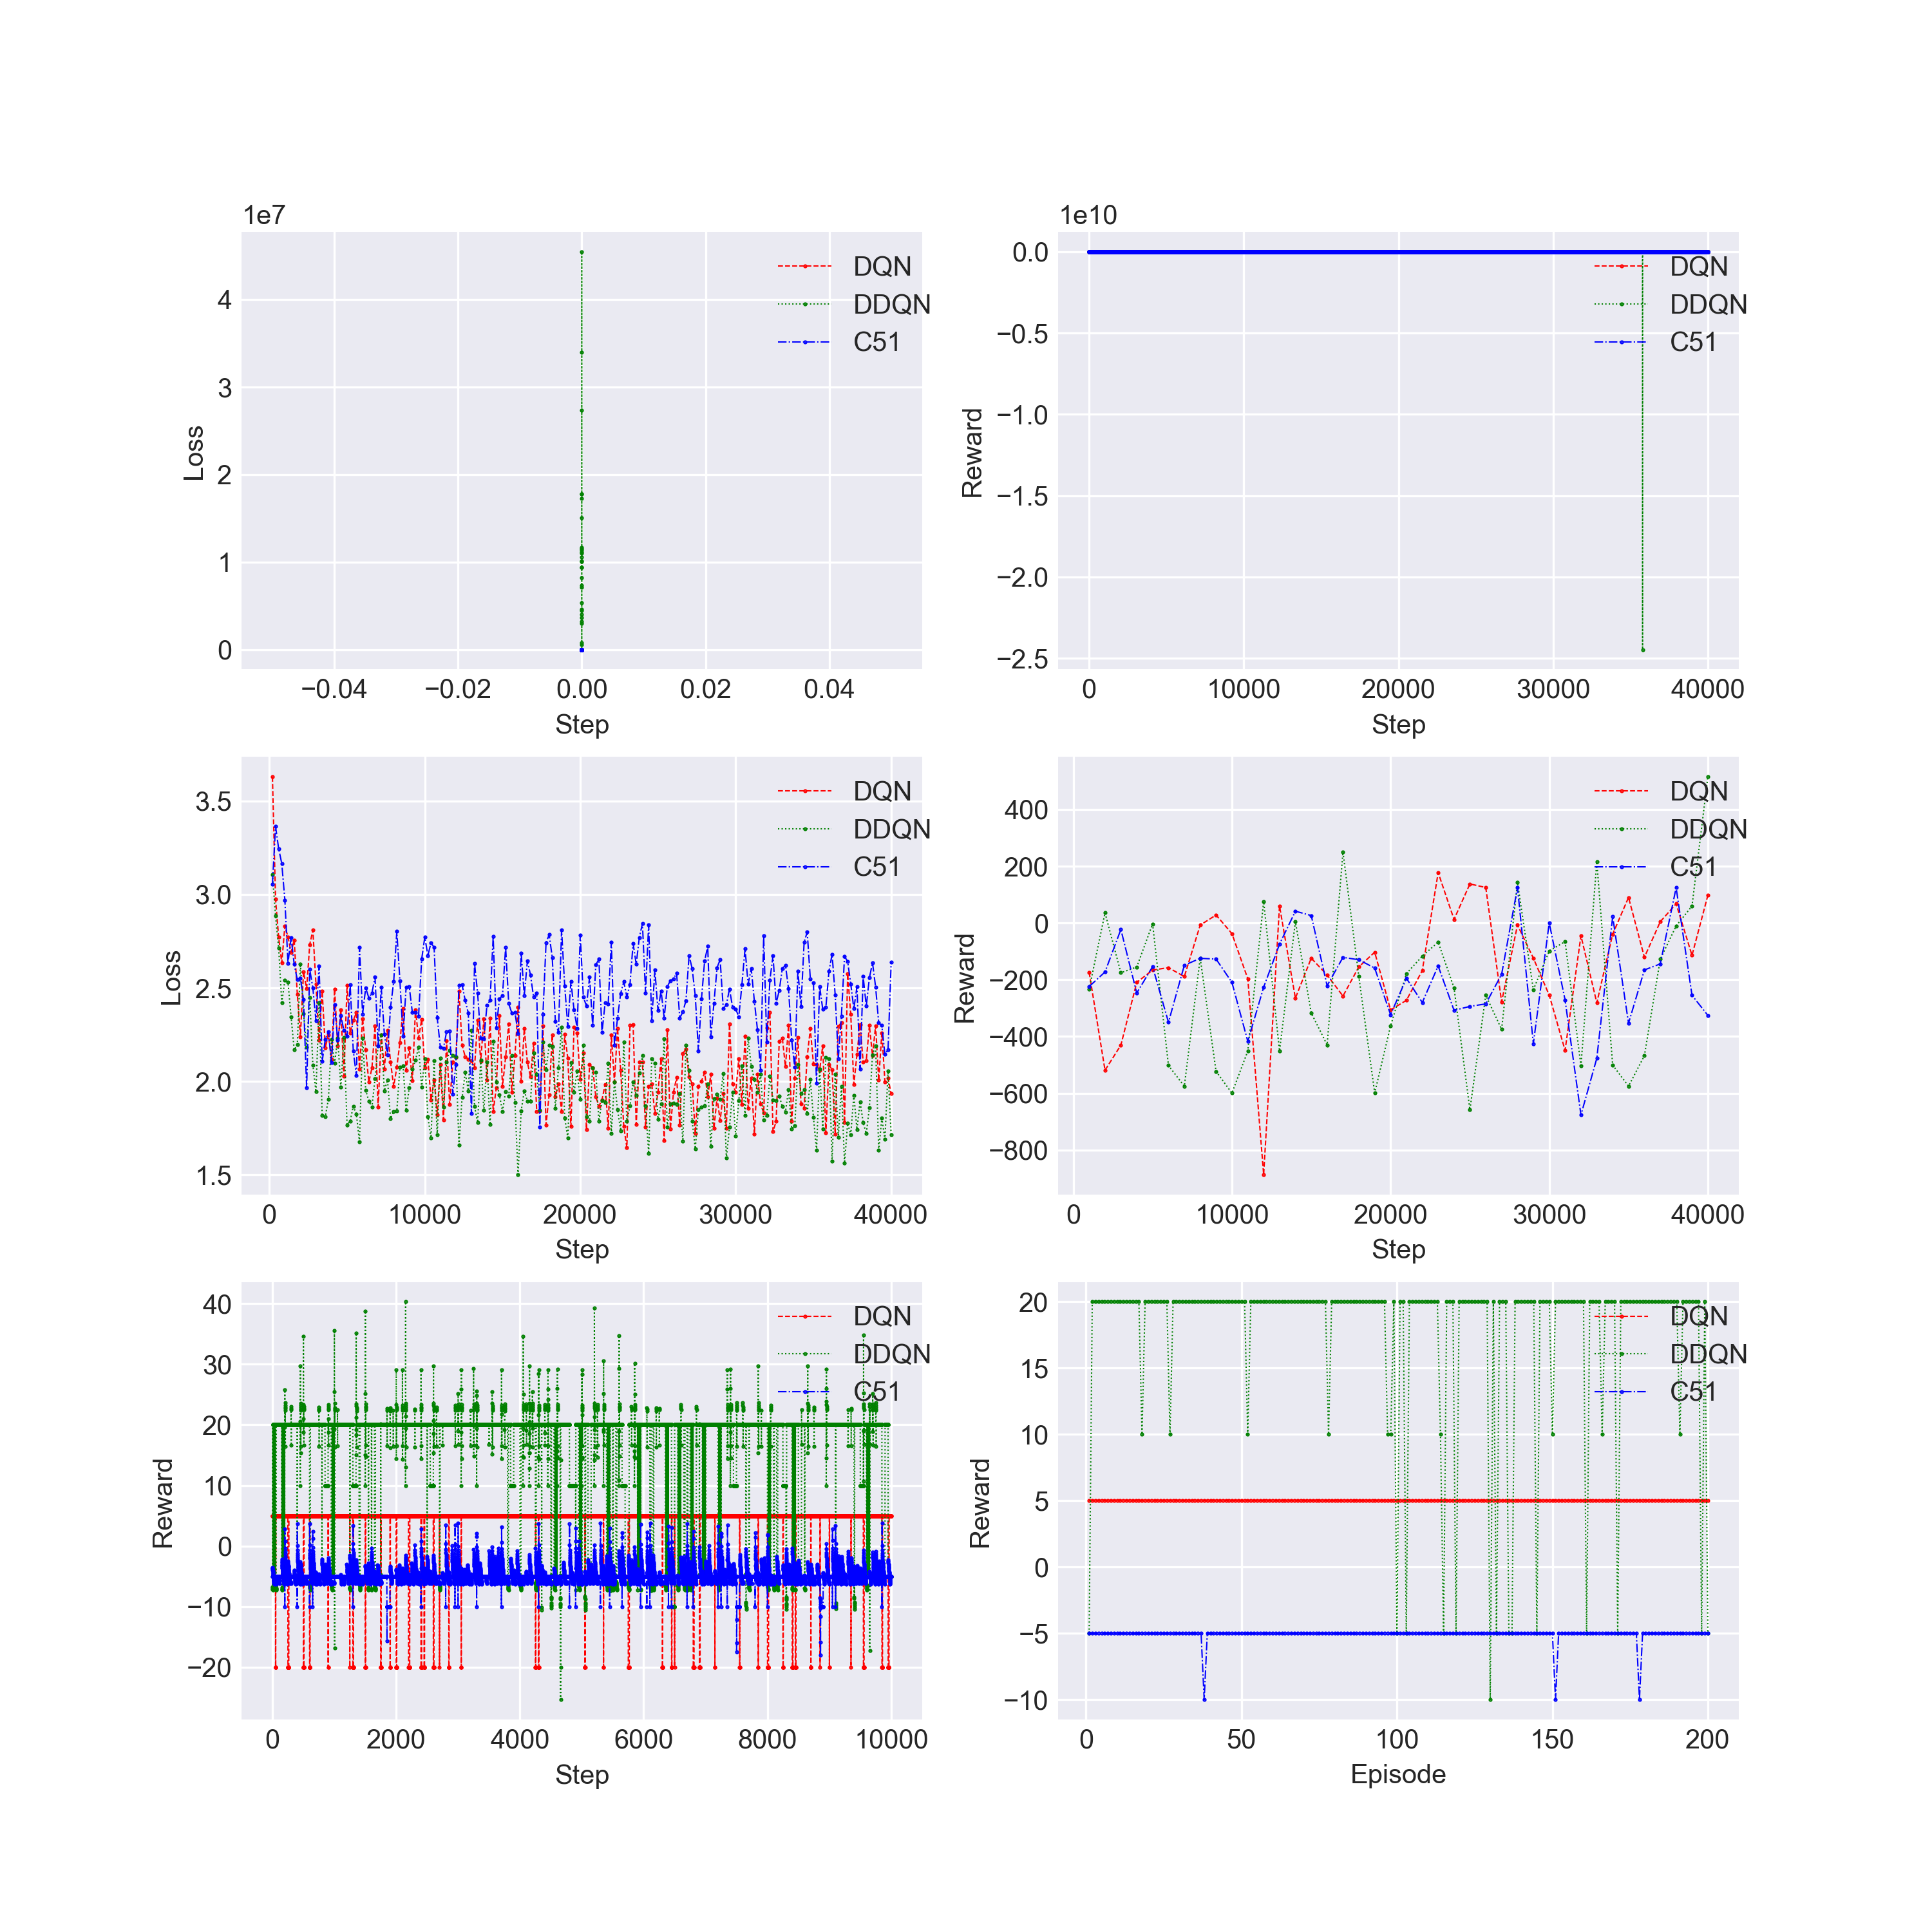 1e7
Loss
4
3
2
1
0
−0.04
−0.02
0.00
0.02
0.04
Step
DQN
DDQN
C51
1e10
Reward
0.0
−0.5
−1.0
−1.5
−2.0
−2.5
0
10000
20000
30000
40000
Step
DQN
DDQN
C51
Loss
3.5
3.0
2.5
2.0
1.5
0
10000
20000
30000
40000
Step
DQN
DDQN
C51
Reward
400
200
0
−200
−400
−600
−800
0
10000
20000
30000
40000
Step
DQN
DDQN
C51
Reward
40
30
20
10
0
−10
−20
0
2000
4000
6000
8000
10000
Step
DQN
DDQN
C51
Reward
20
15
10
5
0
−5
−10
0
50
100
150
200
Episode
DQN
DDQN
C51